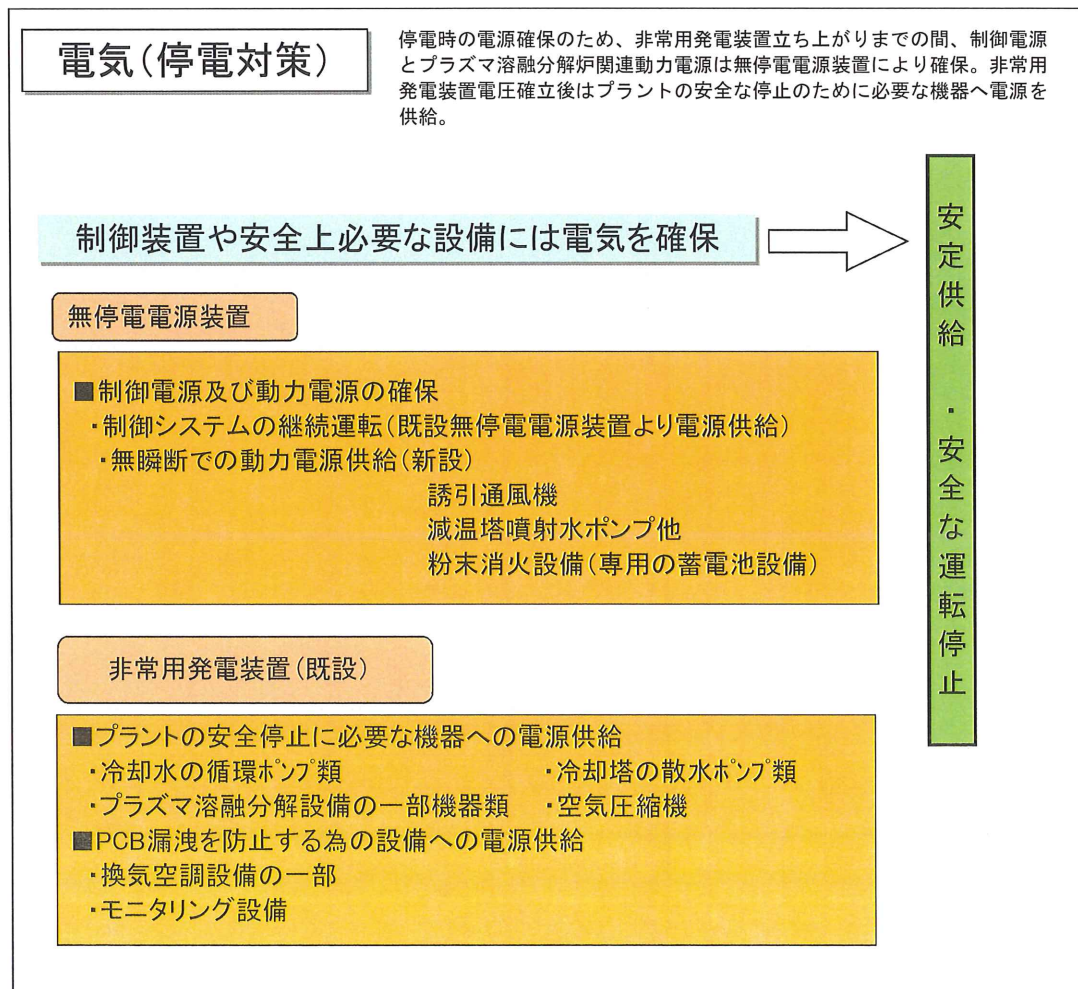 電気(停電対策)
停電時の電源確保のため、非常用発電装置立ち上がりまでの間、制御電源
とプラズマ溶融分解炉関連動力電源は無停電電源装置により確保。非常用
発電装置電圧確立後はプラントの安全な停止のために必要な機器へ電源を
供給。
制御装置や安全上必要な設備には電気を確保
安定供給・安全な運転停止
無停電電源装置
■制御電源及び動力電源の確保
・制御システムの継続運転(既設無停電電源装置より電源供給)
・無瞬断での動力電源供給(新設)
誘引通風機
減温塔噴射水ポンプ他
粉末消火設備(専用の蓄電池設備)
非常用発電装置(既設)
■プラントの安全停止に必要な機器への電源供給
・冷却水の循環ﾎﾟﾝﾌﾟ類 ・冷却塔の散水ﾎﾟﾝﾌﾟ類
・プラズマ溶融分解設備の一部機器類 ・空気圧縮機
■PCB漏洩を防止する為の設備への電源供給
・換気空調設備の一部
・モニタリング設備